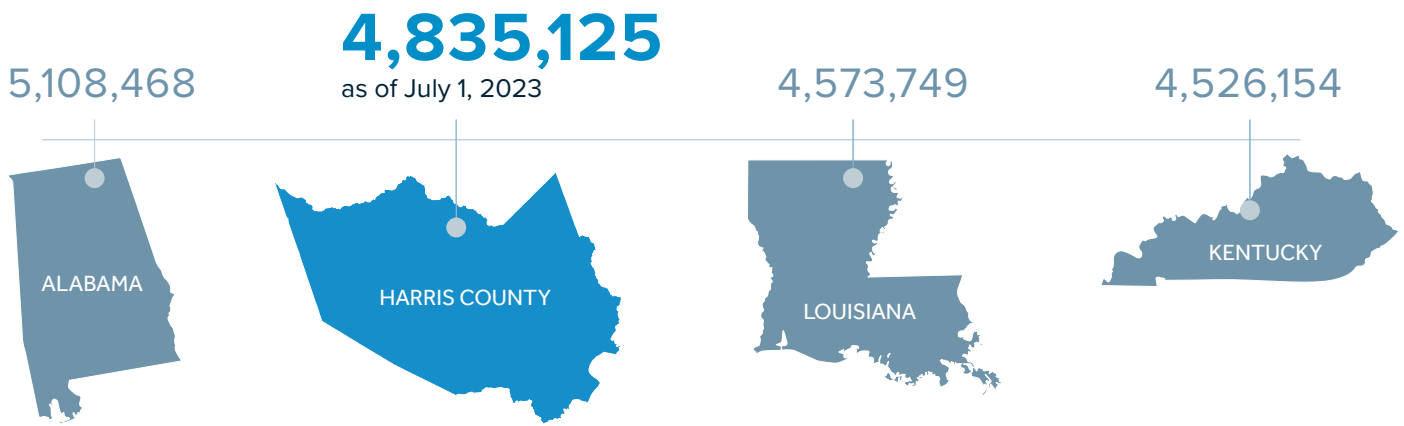 5,108,468
4,835,125
as of July 1, 2023
4,573,749
4,526,154
ALABAMA
HARRIS COUNTY
LOUISIANA
KENTUCKY